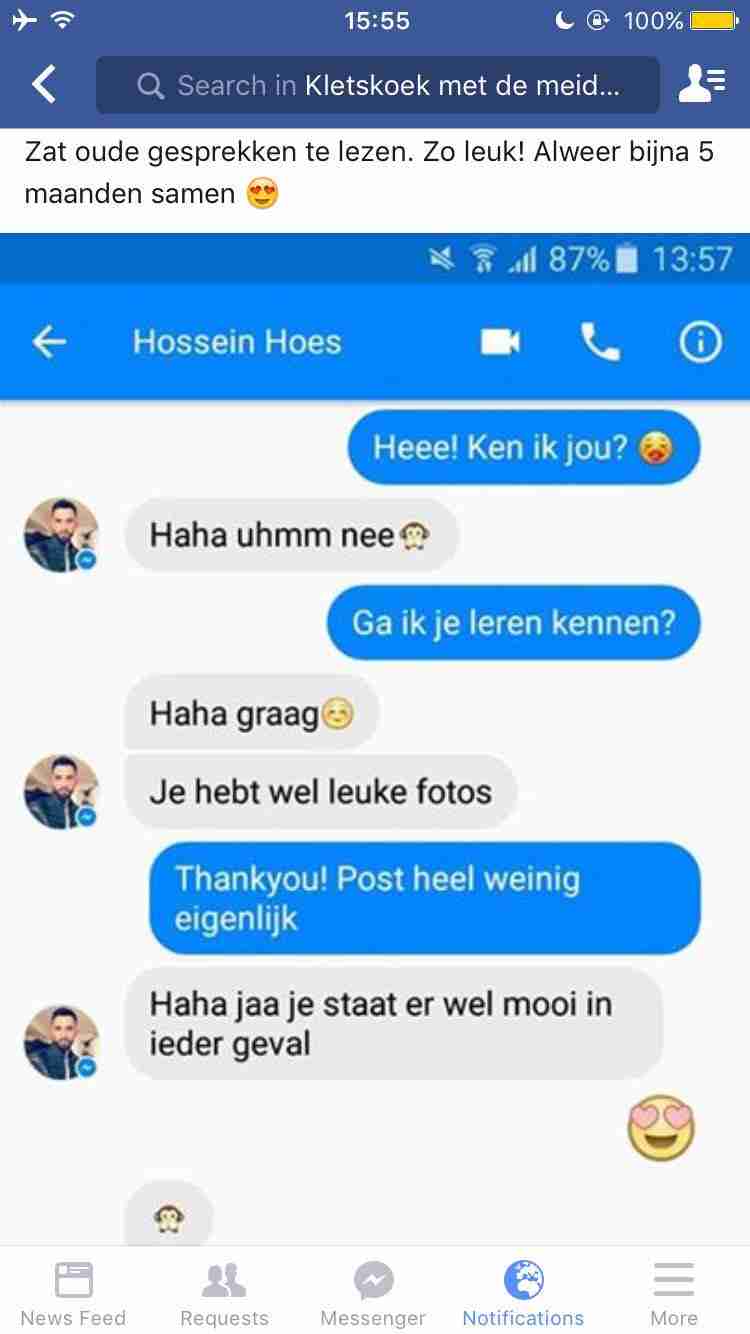 15:55
100%
Search in Kletskoek met de meid...
Zat oude gesprekken te lezen. Zo leuk! Alweer bijna 5
maanden samen 😍
87% 13:57
Hossein Hoes
Heee! Ken ik jou? 😩
Haha uhmm nee🙊
Ga ik je leren kennen?
Haha graag☺️
Je hebt wel leuke fotos
Thankyou! Post heel weinig
eigenlijk
Haha jaa je staat er wel mooi in
ieder geval
😍
🙊
News Feed Requests Messenger Notifications More